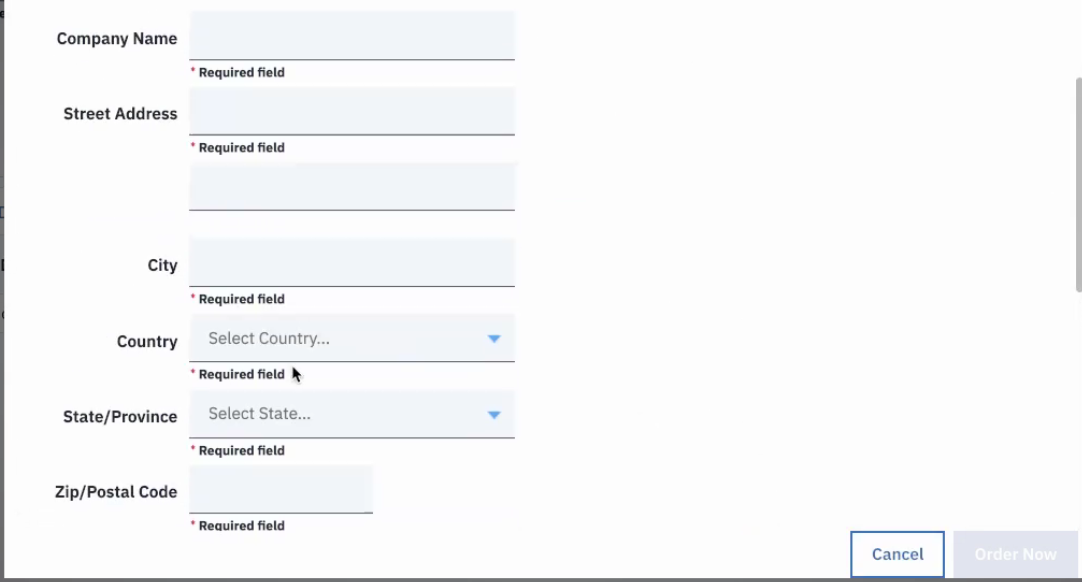 Company Name
* Required field
Street Address
* Required field
City
* Required field
Country
Select Country...
* Required field
State/Province
Select State...
* Required field
Zip/Postal Code
* Required field
Cancel
Order Now